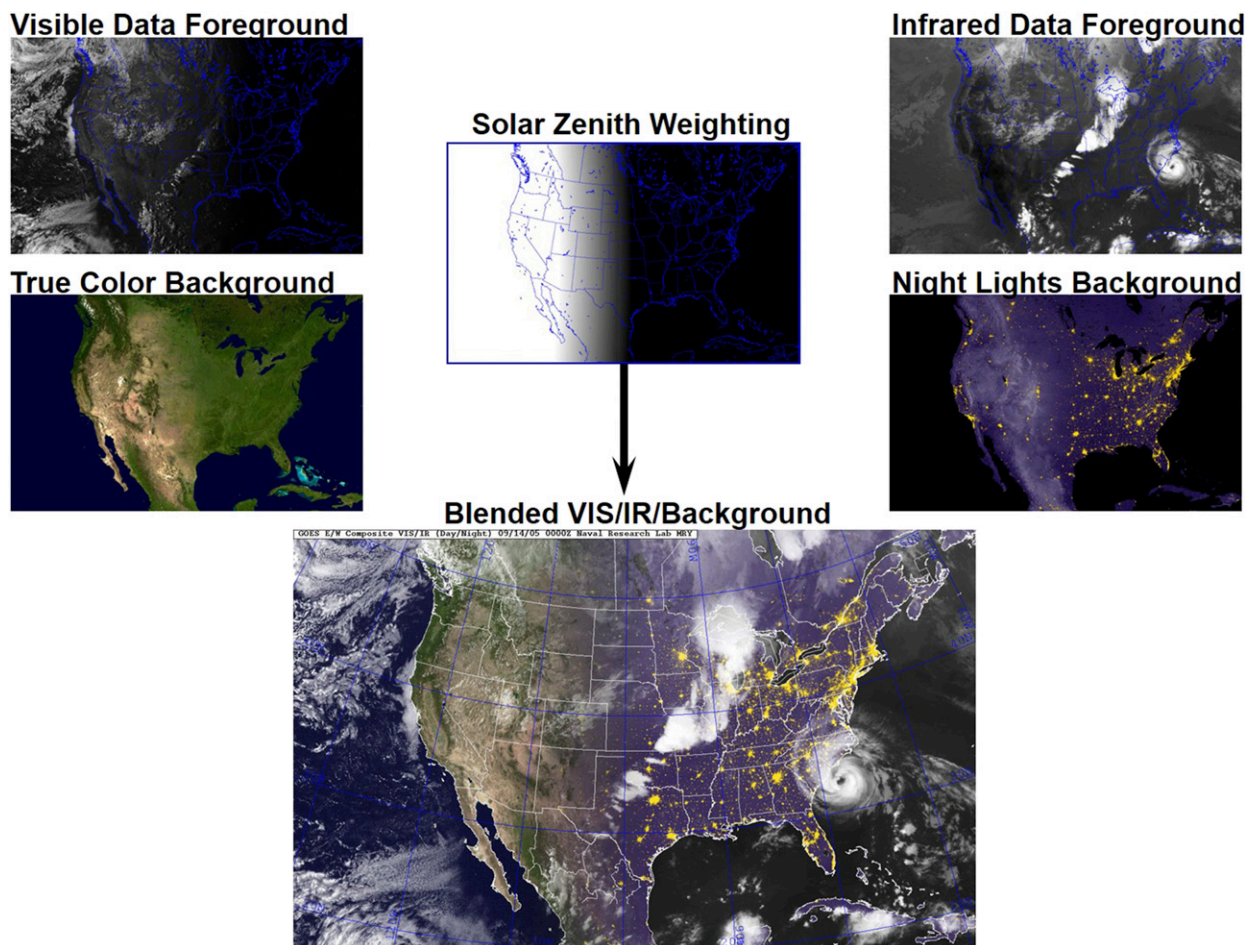 Visible Data Foreground
Infrared Data Foreground
Solar Zenith Weighting
True Color Background
Night Lights Background
Blended VIS/IR/Background
GOES E/W Composite VIS/IR (Day/Night) 09/14/05 0000Z Naval Research Lab MRY